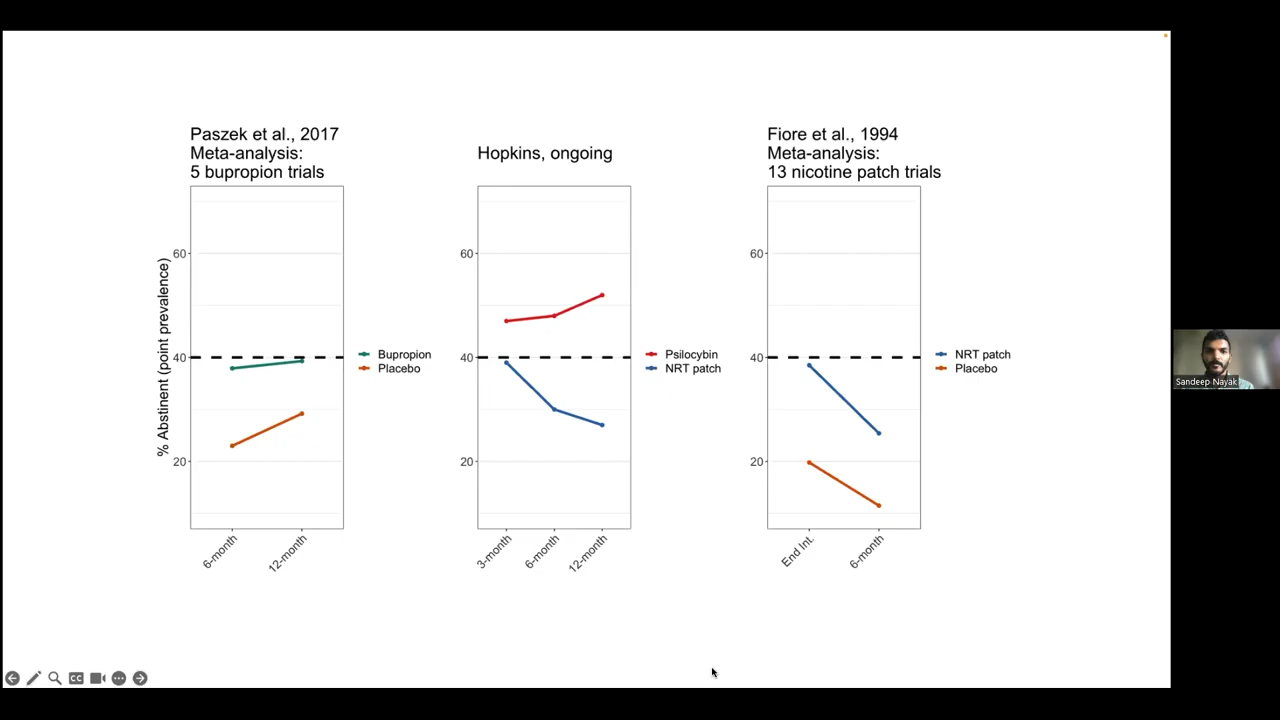 Paszek et al., 2017
Meta-analysis:
5 bupropion trials
Hopkins, ongoing
Fiore et al., 1994
Meta-analysis:
13 nicotine patch trials
% Abstinent (point prevalence)
60
40
20
6-month
12-month
Bupropion
Placebo
60
40
20
3-month
6-month
12-month
Psilocybin
NRT patch
60
40
20
End Int.
6-month
NRT patch
Placebo
Sandeep Nayak
CC